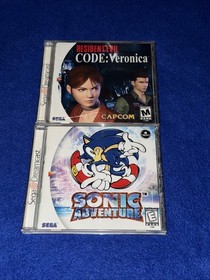 RESIDENT EVIL
CODE: Veronica
M
SEGA
CAPCOM
SONIC
ADVENTURE
SEGA
E